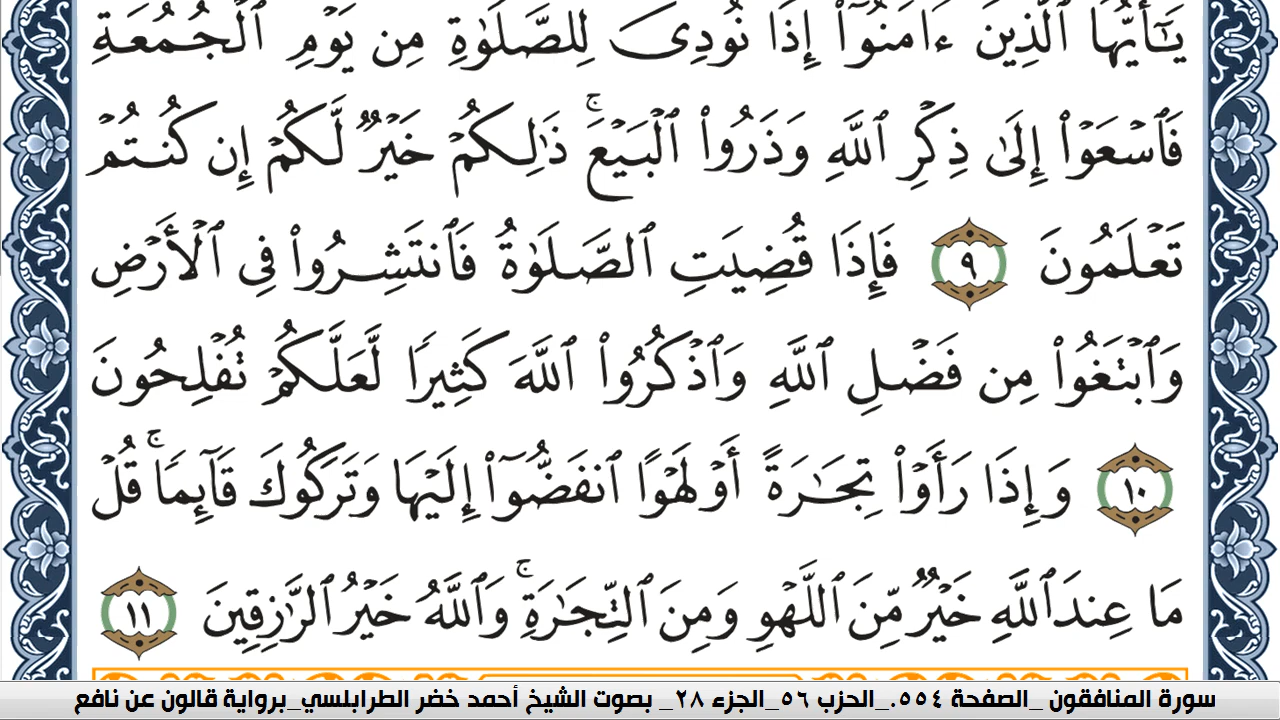 يَٰٓأَيُّهَا ٱلَّذِينَ ءَامَنُوٓاْ إِذَا نُودِيَ لِلصَّلَوٰةِ مِن يَوْمِ ٱلْجُمُعَةِ
فَٱسْعَوْاْ إِلَىٰ ذِكْرِ ٱللَّهِ وَذَرُواْ ٱلْبَيْعَۚ ذَٰلِكُمْ خَيْرٌ لَّكُمْ إِن كُنتُمْ
تَعْلَمُونَ ٩ فَإِذَا قُضِيَتِ ٱلصَّلَوٰةُ فَٱنتَشِرُواْ فِي ٱلْأَرْضِ
وَٱبْتَغُواْ مِن فَضْلِ ٱللَّهِ وَٱذْكُرُواْ ٱللَّهَ كَثِيرًا لَّعَلَّكُمْ تُفْلِحُونَ
١٠ وَإِذَا رَأَوْاْ تِجَٰرَةً أَوْ لَهْوًا ٱنفَضُّوٓاْ إِلَيْهَا وَتَرَكُوكَ قَآئِمًاۚ قُلْ
مَا عِندَ ٱللَّهِ خَيْرٌ مِّنَ ٱللَّهْوِ وَمِنَ ٱلتِّجَٰرَةِۚ وَٱللَّهُ خَيْرُ ٱلرَّٰزِقِينَ ١١
سورة المنافقون _الصفحة ٥٥٤._الحزب ٥٦_الجزء ٢٨_ بصوت الشيخ أحمد خضر الطرابلسي_برواية قالون عن نافع